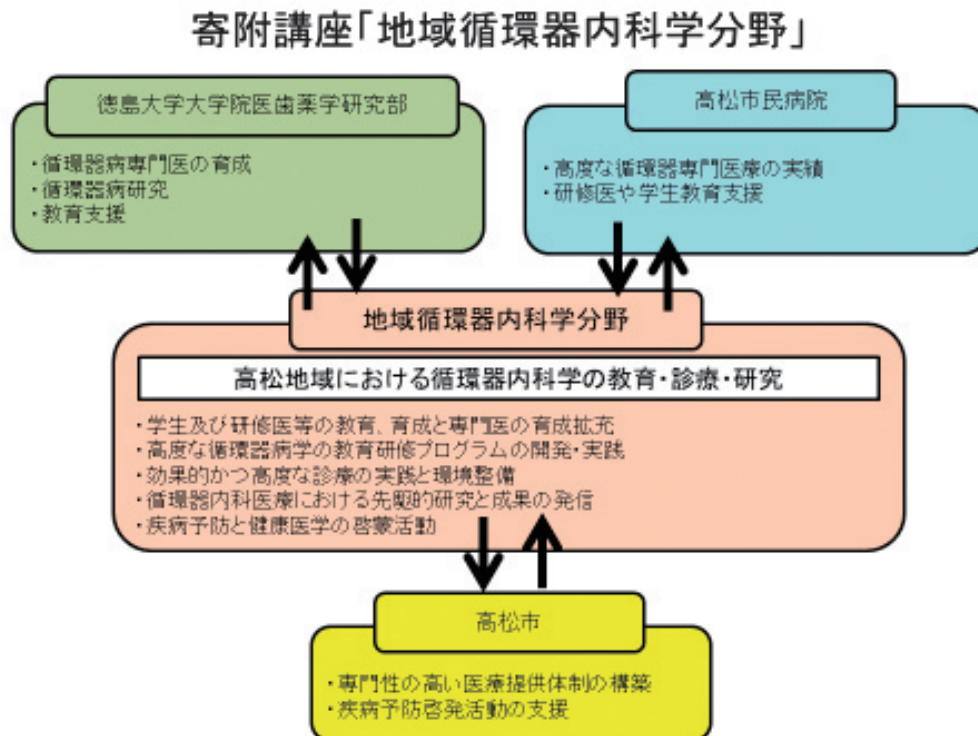 寄附講座「地域循環器内科学分野」
徳島大学大学院医歯薬学研究部
・循環器病専門医の育成
・循環器病研究
・教育支援
高松市民病院
・高度な循環器専門医療の実績
・研修医や学生教育支援
地域循環器内科学分野
高松地域における循環器内科学の教育・診療・研究
・学生及び研修医等の教育、育成と専門医の育成拡充
・高度な循環器病学の教育研修プログラムの開発・実践
・効果的かつ高度な診療の実践と環境整備
・循環器内科医療における先駆的研究と成果の発信
・疾病予防と健康医学の啓蒙活動
高松市
・専門性の高い医療提供体制の構築
・疾病予防啓発活動の支援